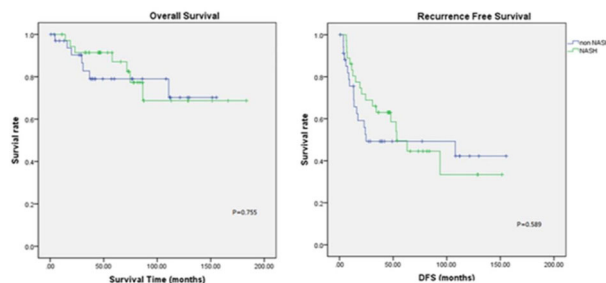 Overall Survival
Survival rate
1.0
0.8
0.6
0.4
0.2
0.0
.00 50.00 100.00 150.00 200.00
Survival Time (months)
P=0.755
Recurrence Free Survival
Survival rate
1.0
0.8
0.6
0.4
0.2
0.0
.00 50.00 100.00 150.00 200.00
DFS (months)
P=0.589
non NASH
NASH